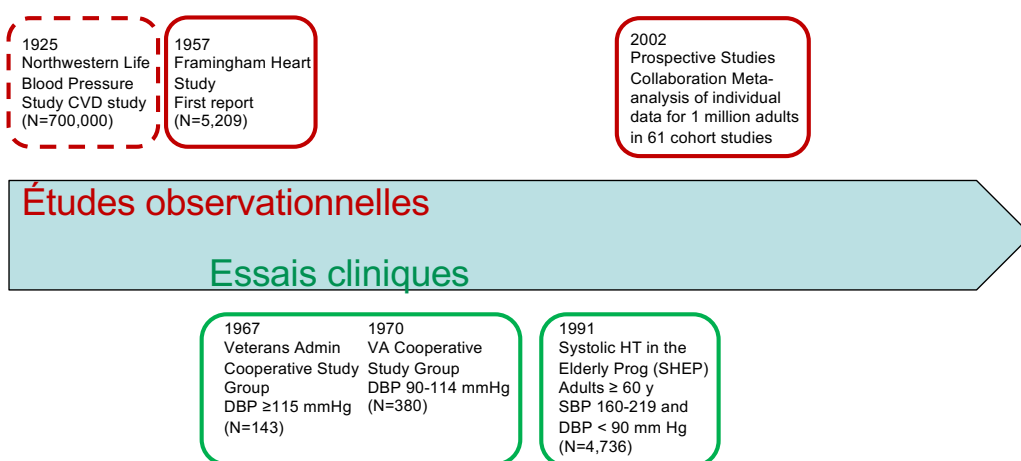 1925
Northwestern Life
Blood Pressure
Study CVD study
(N=700,000)
1957
Framingham Heart
Study
First report
(N=5,209)
2002
Prospective Studies
Collaboration Meta-
analysis of individual
data for 1 million adults
in 61 cohort studies
Études observationnelles
Essais cliniques
1967
Veterans Admin
Cooperative Study
Group
DBP ≥115 mmHg
(N=143)
1970
VA Cooperative
Study Group
DBP 90-114 mmHg
(N=380)
1991
Systolic HT in the
Elderly Prog (SHEP)
Adults ≥ 60 y
SBP 160-219 and
DBP < 90 mm Hg
(N=4,736)